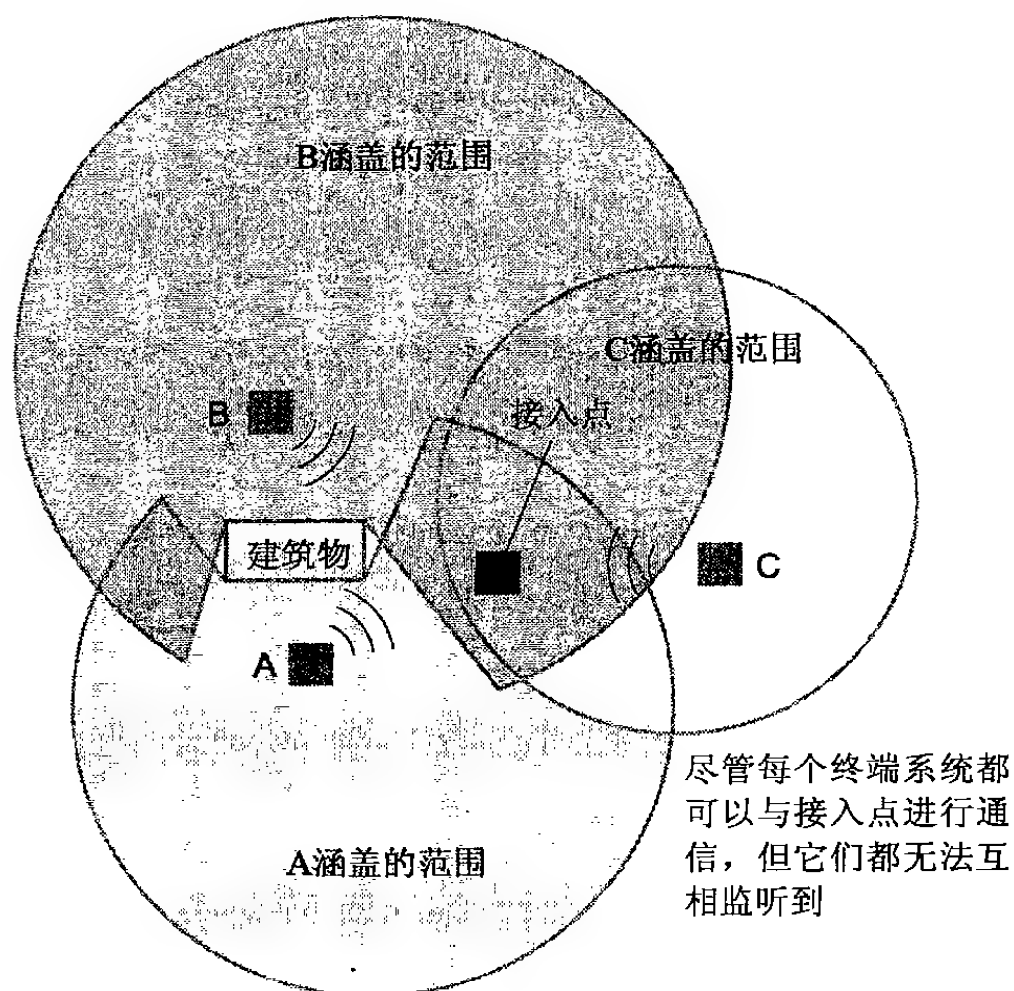 B涵盖的范围
C涵盖的范围
B
接入点
建筑物
C
A
A涵盖的范围
尽管每个终端系统都
可以与接入点进行通
信，但它们都无法互
相监听到